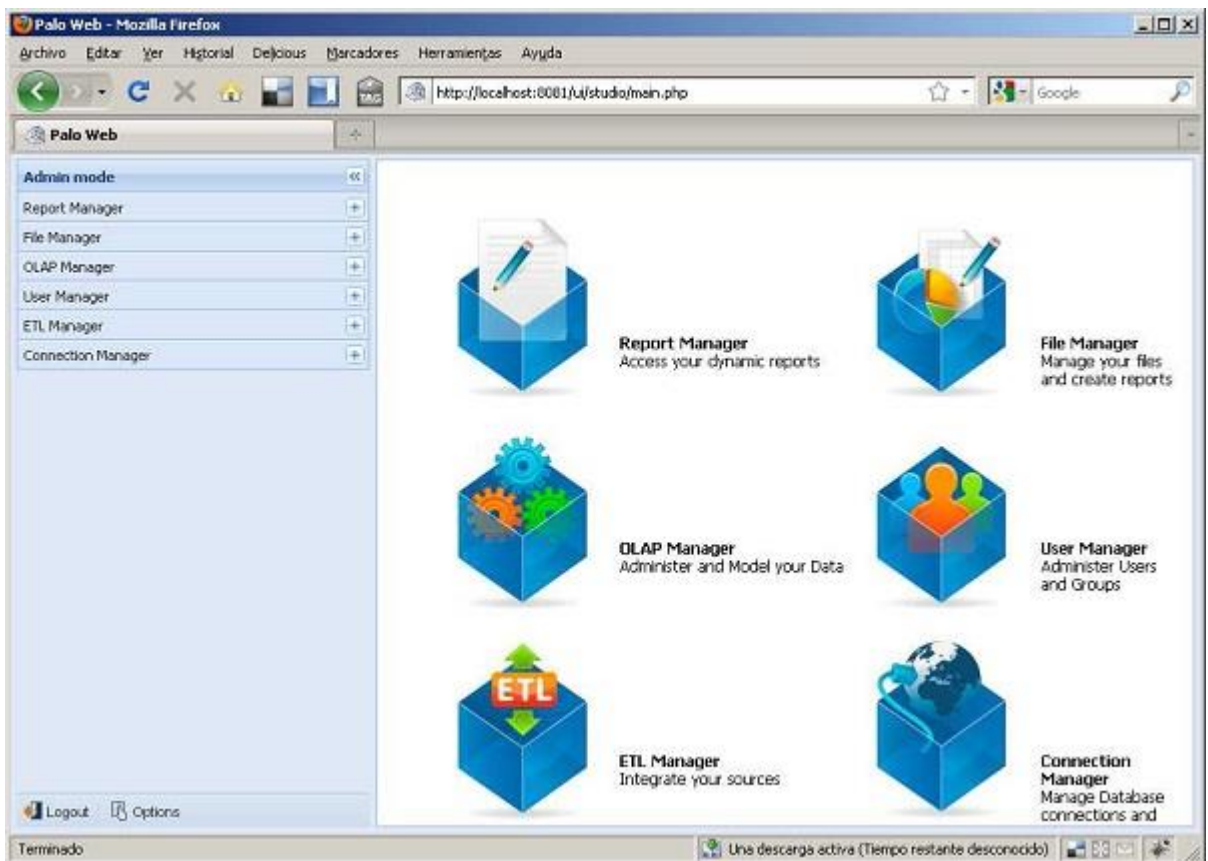 Palo Web - Mozilla Firefox
Archivo Editar Ver Historial Delicious Marcadores Herramientas Ayuda
TAG http://localhost:8081/ui/studio/main.php Google
Palo Web
Admin mode
Report Manager
File Manager
OLAP Manager
User Manager
ETL Manager
Connection Manager
Report Manager
Access your dynamic reports
File Manager
Manage your files
and create reports
OLAP Manager
Administer and Model your Data
User Manager
Administer Users
and Groups
ETL
ETL Manager
Integrate your sources
Connection
Manager
Manage Database
connections and
Logout Options
Terminado Una descarga activa (Tiempo restante desconocido)